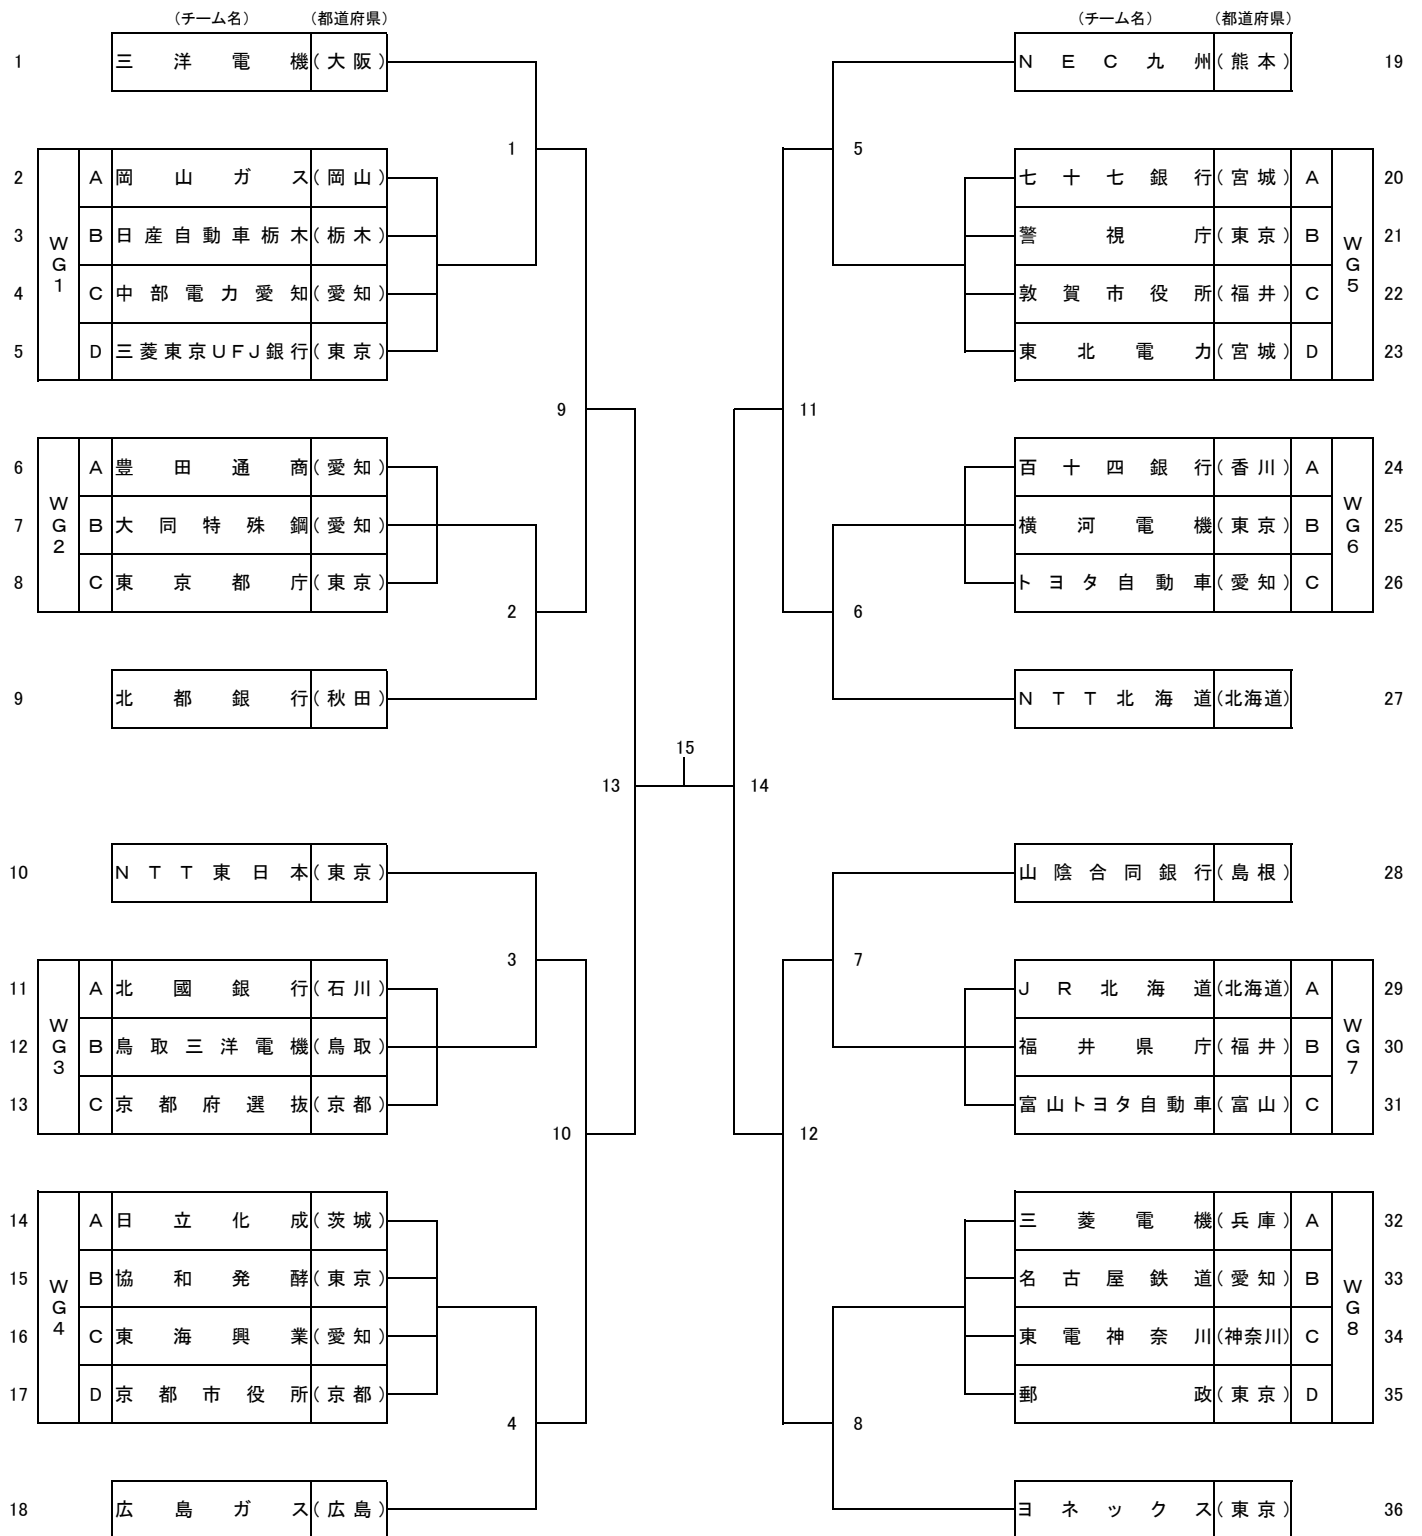 (チーム名) (都道府県)
1 三洋電機(大阪)
1
WG1
2 A 岡山ガス(岡山)
3 B 日産自動車栃木(栃木)
4 C 中部電力愛知(愛知)
5 D 三菱東京UFJ銀行(東京)
9
WG2
6 A 豊田通商(愛知)
7 B 大同特殊鋼(愛知)
8 C 東京都庁(東京)
2
9 北都銀行(秋田)
15
13
10 NTT東日本(東京)
3
WG3
11 A 北國銀行(石川)
12 B 鳥取三洋電機(鳥取)
13 C 京都府選抜(京都)
10
WG4
14 A 日立化成(茨城)
15 B 協和発酵(東京)
16 C 東海興業(愛知)
17 D 京都市役所(京都)
4
18 広島ガス(広島)
(チーム名) (都道府県)
NEC九州(熊本) 19
5
七十七銀行(宮城) A 20
警視庁(東京) B 21
敦賀市役所(福井) C 22
東北電力(宮城) D 23
WG5
11
百十四銀行(香川) A 24
横河電機(東京) B 25
トヨタ自動車(愛知) C 26
WG6
6
NTT北海道(北海道) 27
14
山陰合同銀行(島根) 28
7
JR北海道(北海道) A 29
福井県庁(福井) B 30
富山トヨタ自動車(富山) C 31
WG7
12
三菱電機(兵庫) A 32
名古屋鉄道(愛知) B 33
東電神奈川(神奈川) C 34
郵政(東京) D 35
WG8
8
ヨネックス(東京) 36